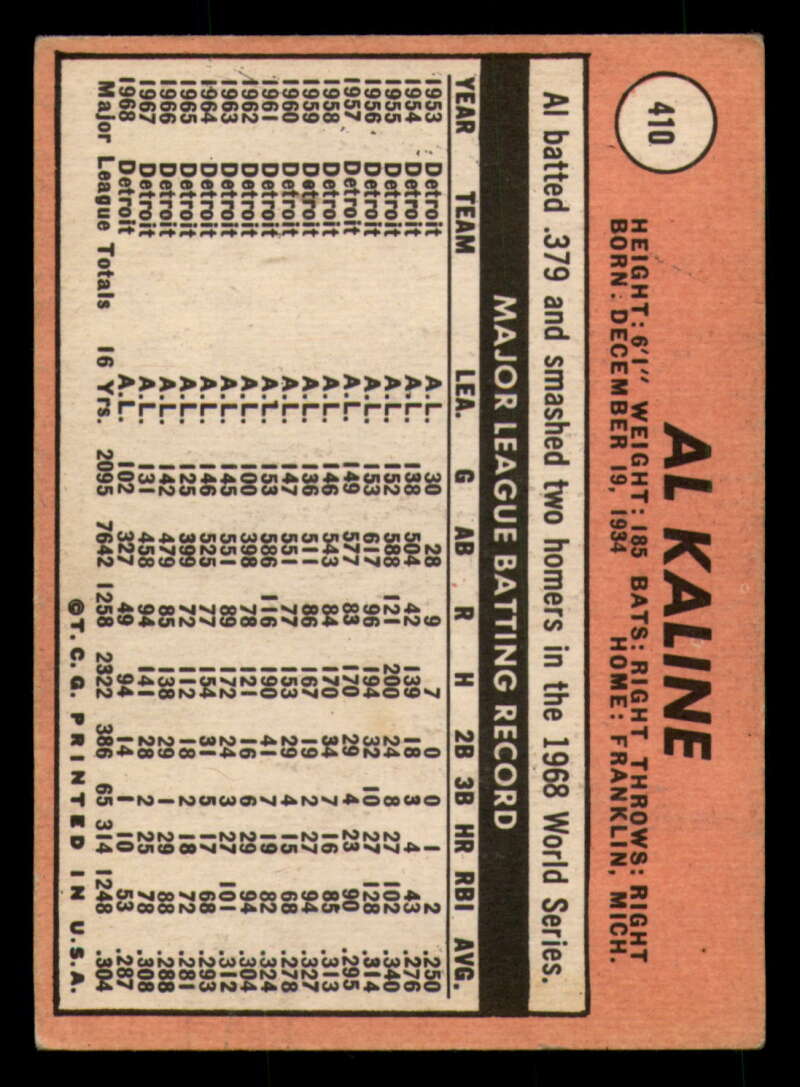 410
AL KALINE
HEIGHT: 6'1" WEIGHT: 185 BATS: RIGHT THROWS: RIGHT
BORN: DECEMBER 19, 1934 HOME: FRANKLIN, MICH.
Al batted .379 and smashed two homers in the 1968 World Series.
MAJOR LEAGUE BATTING RECORD
YEAR TEAM LEA. G AB R H 2B 3B HR RBI AVG.
1953 Detroit A.L. 30 28 9 7 0 0 1 2 .250
1954 Detroit A.L. 138 504 42 139 18 3 4 43 .276
1955 Detroit A.L. 152 588 121 200 24 8 27 102 .340
1956 Detroit A.L. 153 617 96 194 32 10 27 128 .314
1957 Detroit A.L. 149 577 83 170 29 4 23 90 .295
1958 Detroit A.L. 146 543 84 170 34 7 16 85 .313
1959 Detroit A.L. 136 511 86 167 19 2 27 94 .327
1960 Detroit A.L. 147 551 77 153 29 4 15 68 .278
1961 Detroit A.L. 153 586 116 190 41 7 19 82 .324
1962 Detroit A.L. 100 398 78 121 16 6 29 94 .304
1963 Detroit A.L. 145 551 89 172 24 3 27 101 .312
1964 Detroit A.L. 146 525 77 154 31 5 17 68 .293
1965 Detroit A.L. 125 399 72 112 18 2 18 72 .281
1966 Detroit A.L. 142 479 85 138 29 1 29 88 .288
1967 Detroit A.L. 131 458 94 141 28 2 25 78 .308
1968 Detroit A.L. 102 327 49 94 14 1 10 53 .287
Major League Totals 16 Yrs. 2095 7642 1258 2322 386 65 314 1248 .304
©T.C.G. PRINTED IN U.S.A.